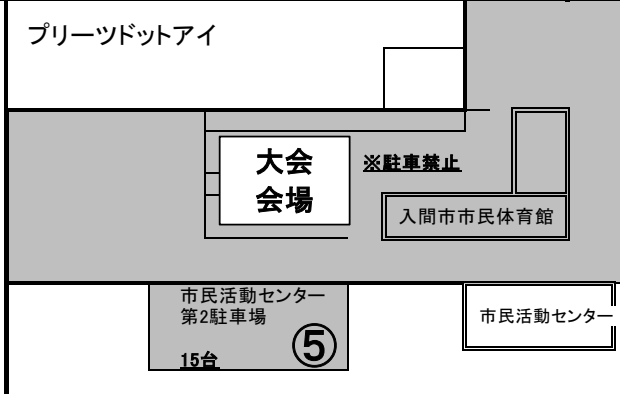 プリーツドットアイ
大会
会場
※駐車禁止
入間市市民体育館
市民活動センター
第2駐車場
15台
⑤
市民活動センター